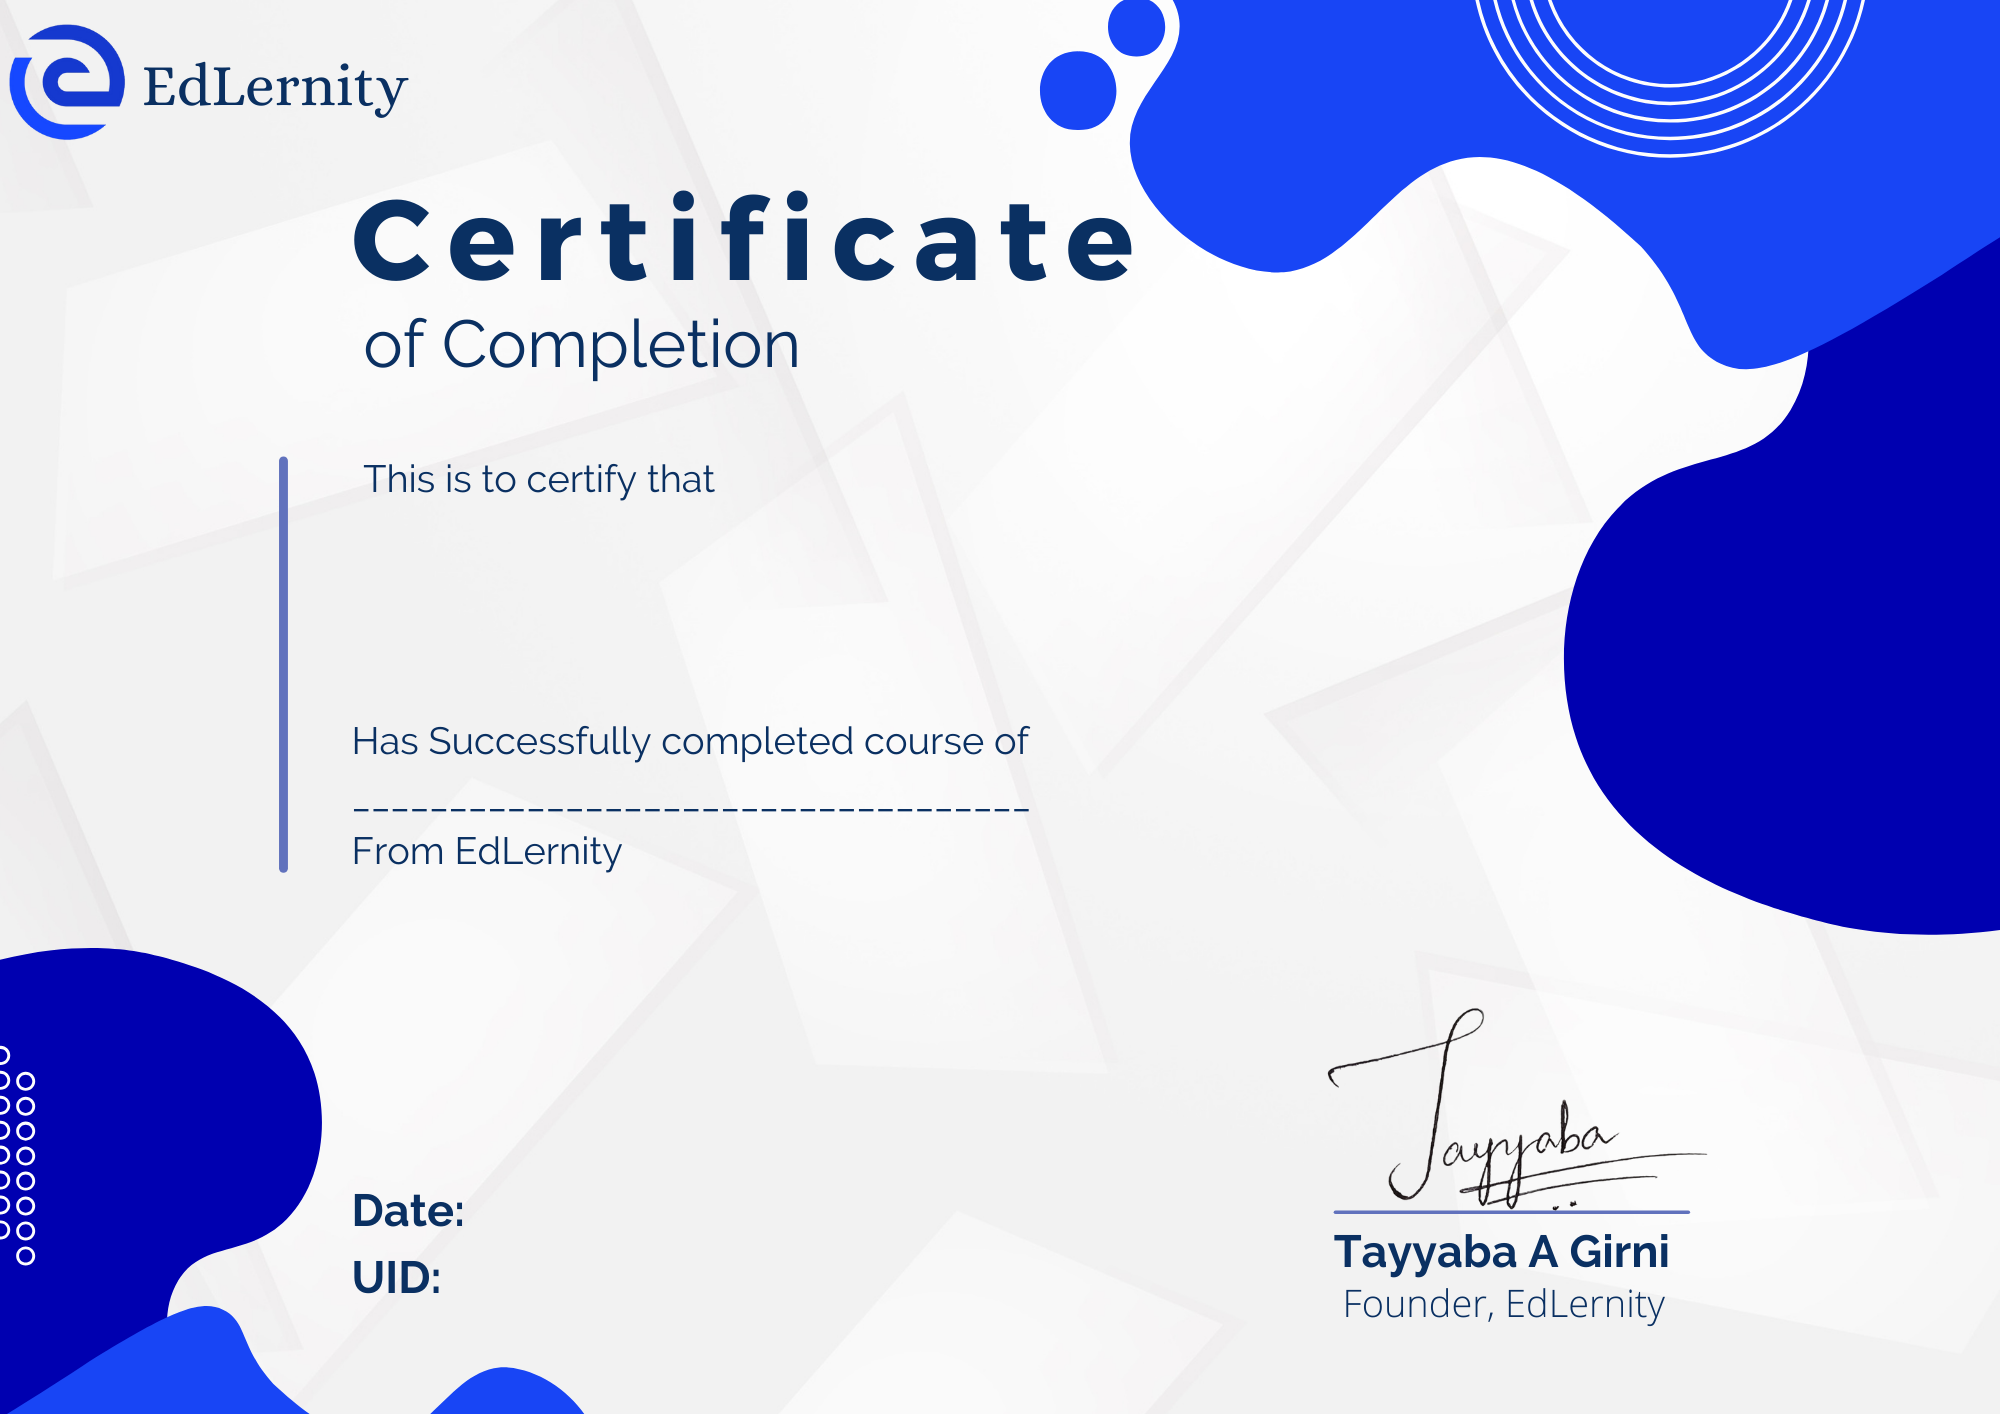 EdLernity
Certificate
of Completion
This is to certify that
Has Successfully completed course of
___________________________________
From EdLernity
Tayyaba
Date:
UID:
Tayyaba A Girni
Founder, EdLernity